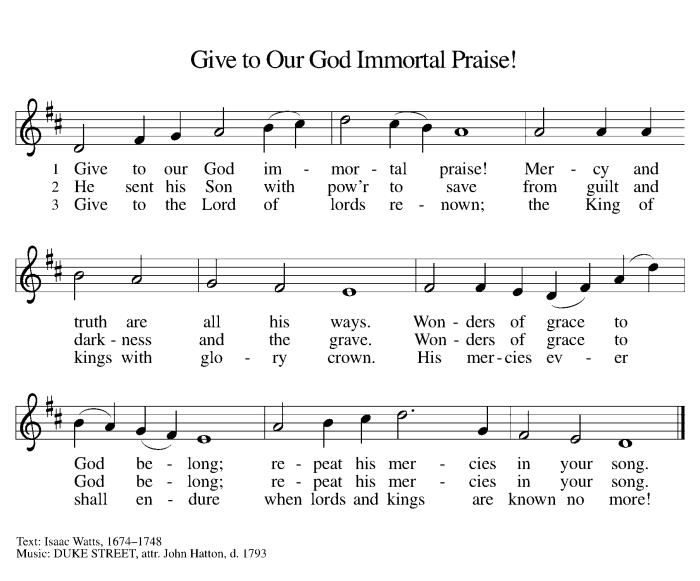 Give to Our God Immortal Praise!
1 Give to our God im - mor - tal praise! Mer - cy and
2 He sent his Son with pow'r to save from guilt and
3 Give to the Lord of lords re - nown; the King of
truth are all his ways. Won - ders of grace to
dark - ness and the grave. Won - ders of grace to
kings with glo - ry crown. His mer - cies ev - er
God be - long; re - peat his mer - cies in your song.
God be - long; re - peat his mer - cies in your song.
shall en - dure when lords and kings are known no more!
Text: Isaac Watts, 1674–1748
Music: DUKE STREET, attr. John Hatton, d. 1793